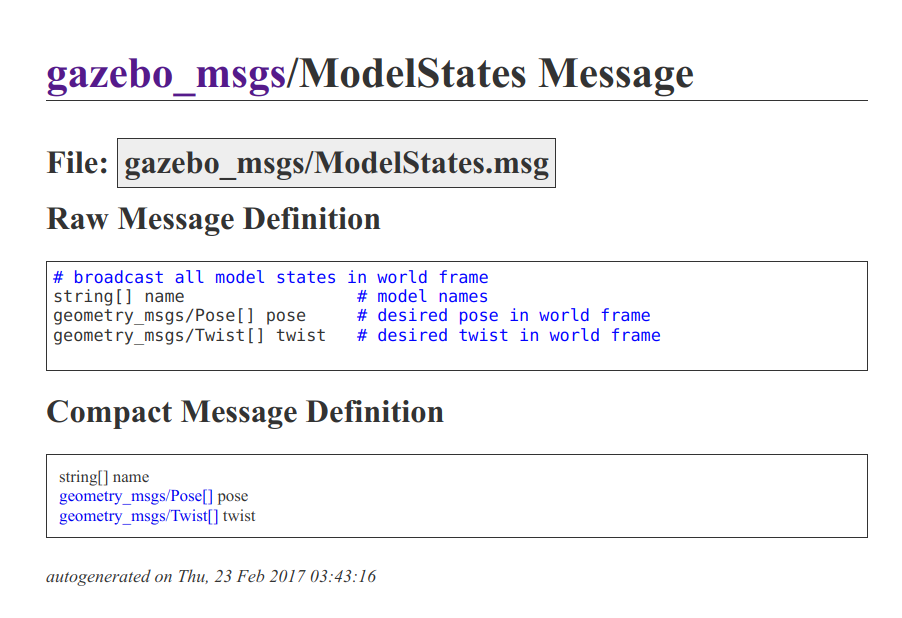 gazebo_msgs/ModelStates Message
File: gazebo_msgs/ModelStates.msg
Raw Message Definition
# broadcast all model states in world frame
string[] name                 # model names
geometry_msgs/Pose[] pose     # desired pose in world frame
geometry_msgs/Twist[] twist   # desired twist in world frame
Compact Message Definition
string[] name
geometry_msgs/Pose[] pose
geometry_msgs/Twist[] twist
autogenerated on Thu, 23 Feb 2017 03:43:16